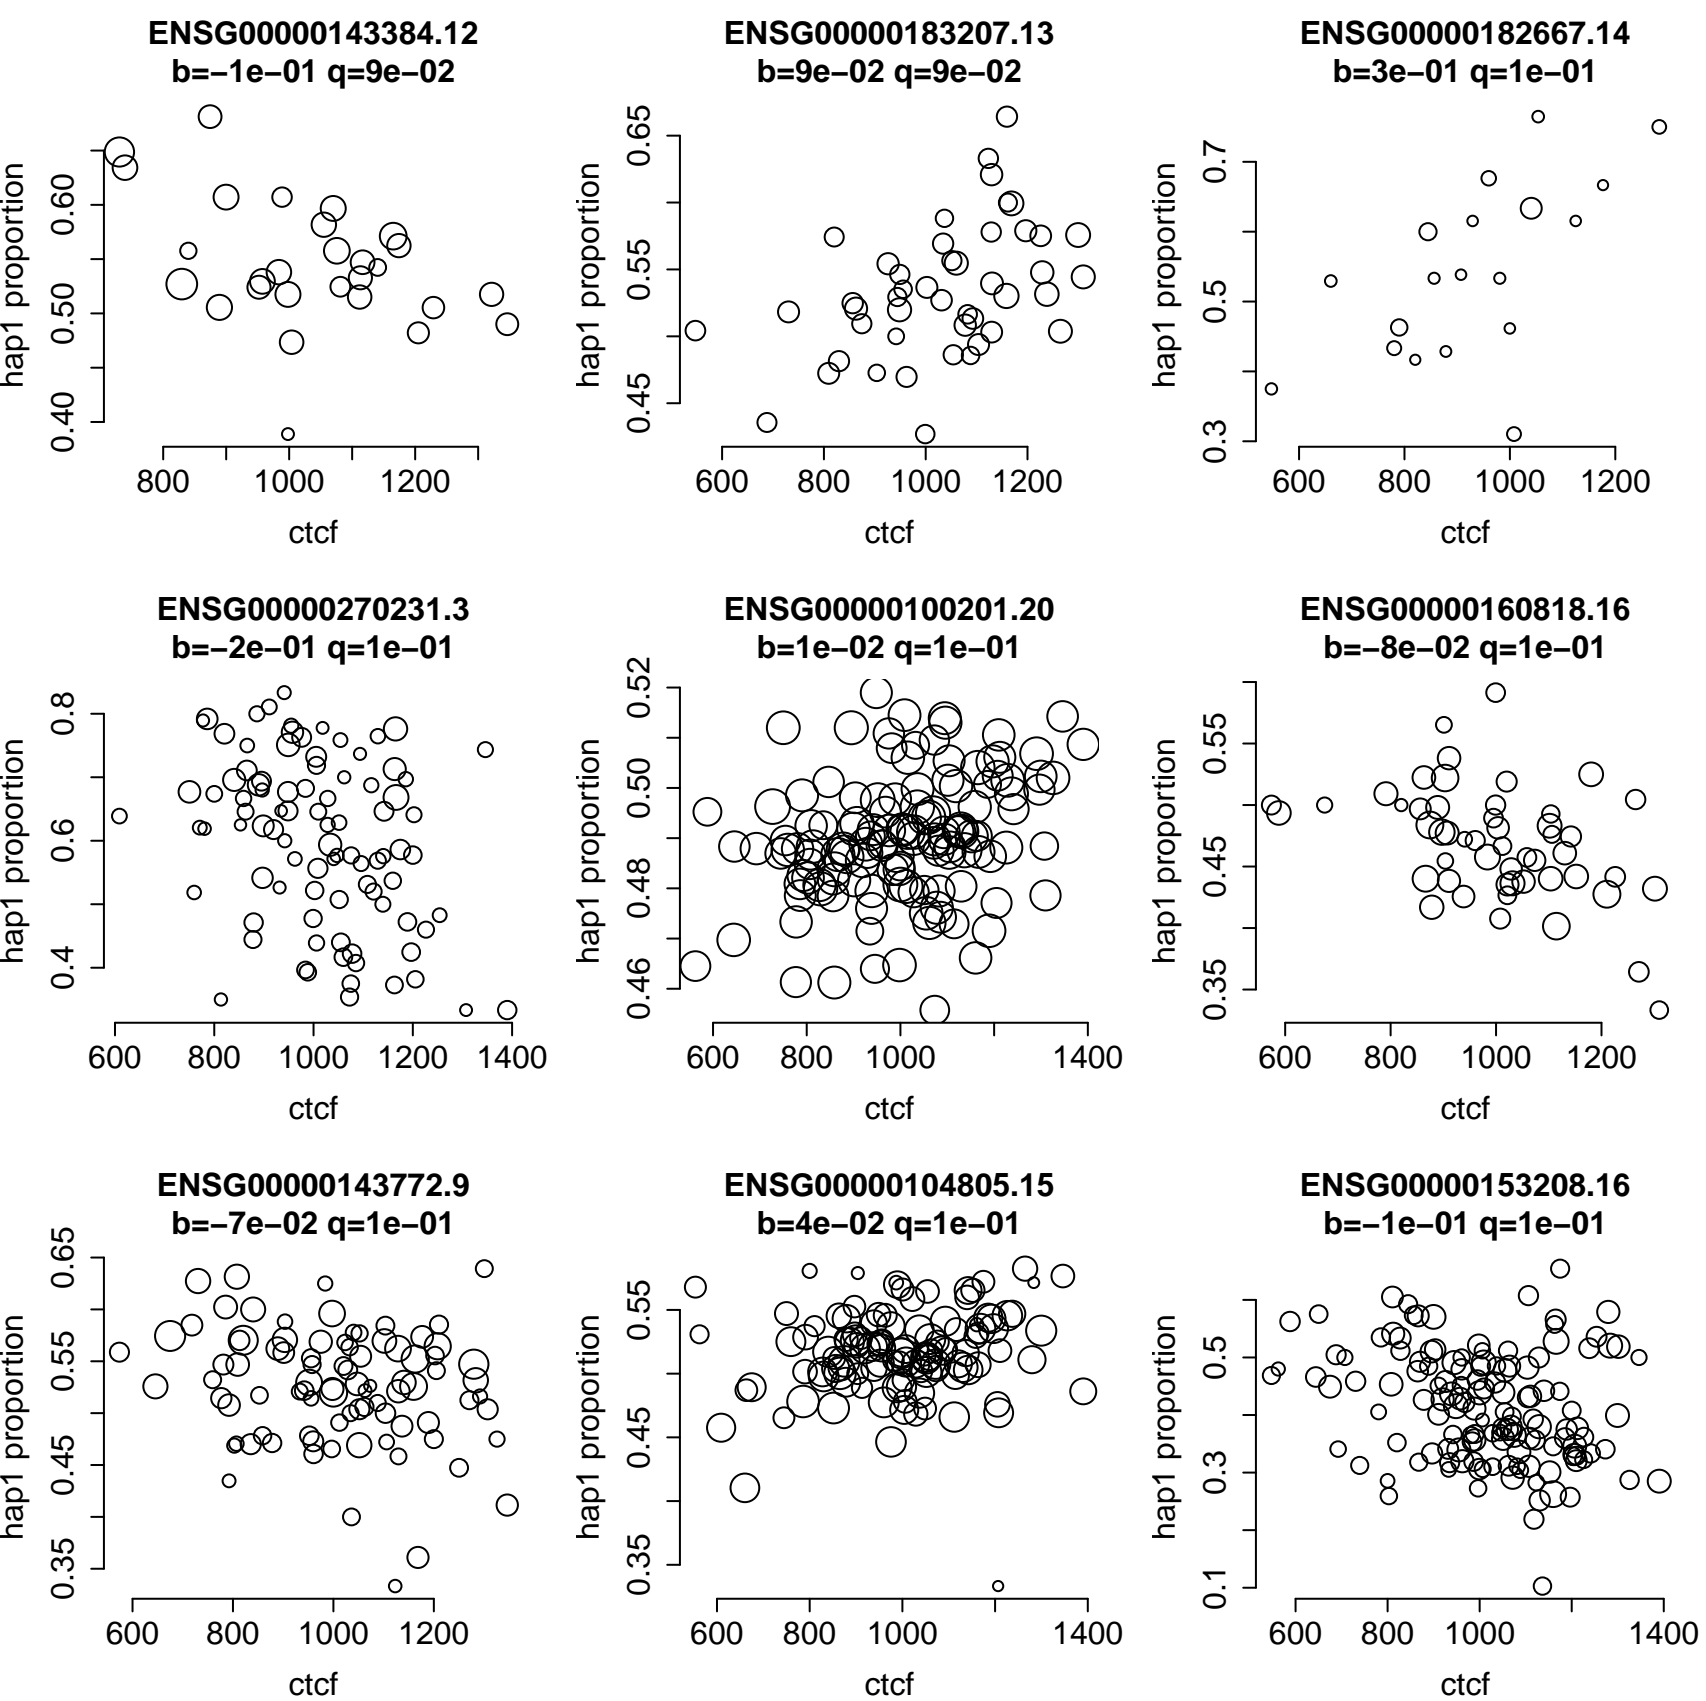 ENSG00000143384.12
b=−1e−01 q=9e−02
hap1 proportion
0.40 0.50 0.60
800 1000 1200
ctcf
ENSG00000183207.13
b=9e−02 q=9e−02
hap1 proportion
0.45 0.55 0.65
600 800 1000 1200
ctcf
ENSG00000182667.14
b=3e−01 q=1e−01
hap1 proportion
0.3 0.5 0.7
600 800 1000 1200
ctcf
ENSG00000270231.3
b=−2e−01 q=1e−01
hap1 proportion
0.4 0.6 0.8
600 800 1000 1200 1400
ctcf
ENSG00000100201.20
b=1e−02 q=1e−01
hap1 proportion
0.46 0.48 0.50 0.52
600 800 1000 1400
ctcf
ENSG00000160818.16
b=−8e−02 q=1e−01
hap1 proportion
0.35 0.45 0.55
600 800 1000 1200
ctcf
ENSG00000143772.9
b=−7e−02 q=1e−01
hap1 proportion
0.35 0.45 0.55 0.65
600 800 1000 1200
ctcf
ENSG00000104805.15
b=4e−02 q=1e−01
hap1 proportion
0.35 0.45 0.55
600 800 1000 1400
ctcf
ENSG00000153208.16
b=−1e−01 q=1e−01
hap1 proportion
0.1 0.3 0.5
600 800 1000 1400
ctcf